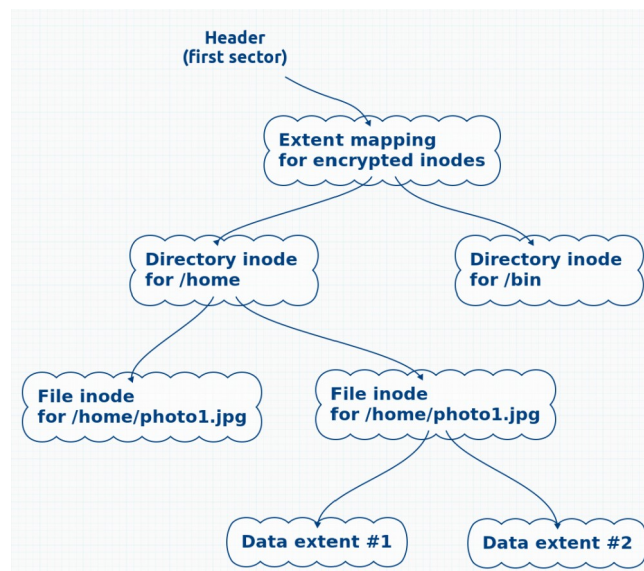 Header
(first sector)
Extent mapping
for encrypted inodes
Directory inode
for /home
Directory inode
for /bin
File inode
for /home/photo1.jpg
File inode
for /home/photo1.jpg
Data extent #1
Data extent #2